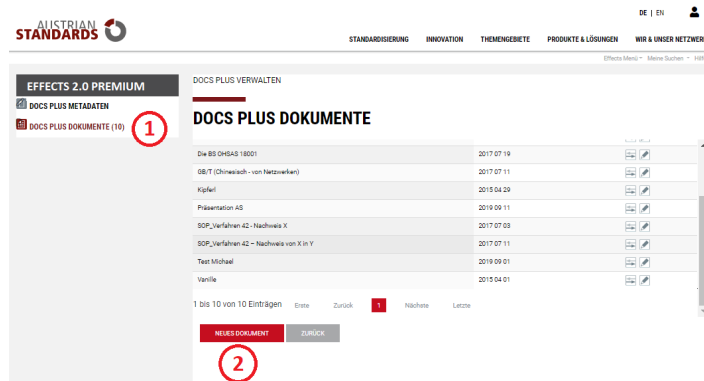 DE | EN
AUSTRIAN
STANDARDS
STANDARDISIERUNG INNOVATION THEMENGEBIETE PRODUKTE & LÖSUNGEN WIR & UNSER NETZWER
Effects Menü Meine Suchen Hilf
EFFECTS 2.0 PREMIUM
DOCS PLUS METADATEN
DOCS PLUS DOKUMENTE (10)
1
DOCS PLUS VERWALTEN
DOCS PLUS DOKUMENTE
Die BS OHSAS 18001 2017 07 19
GB/T (Chinesisch - von Netzwerken) 2017 07 11
Kipferl 2015 04 29
Präsentation AS 2019 09 11
SOP_Verfahren 42 - Nachweis X 2017 07 03
SOP_Verfahren 42 – Nachweis von X in Y 2017 07 11
Test Michael 2019 09 01
Vanille 2015 04 01
1 bis 10 von 10 Einträgen Erste Zurück 1 Nächste Letzte
NEUES DOKUMENT ZURÜCK
2